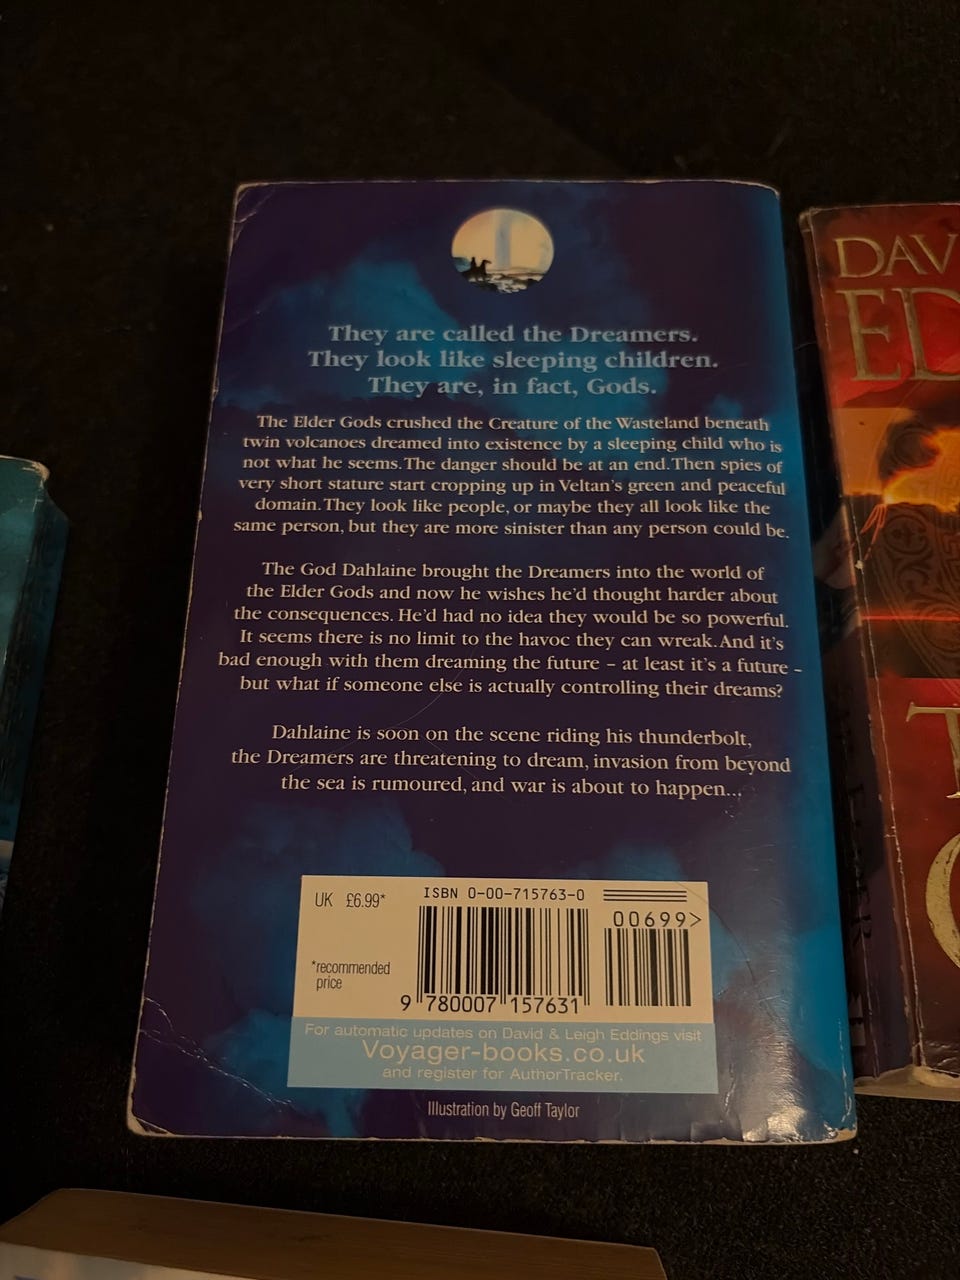 They are called the Dreamers.
They look like sleeping children.
They are, in fact, Gods.
The Elder Gods crushed the Creature of the Wasteland beneath
twin volcanoes dreamed into existence by a sleeping child who is
not what he seems. The danger should be at an end. Then spies of
very short stature start cropping up in Veltan's green and peaceful
domain. They look like people, or maybe they all look like the
same person, but they are more sinister than any person could be.
The God Dahlaine brought the Dreamers into the world of
the Elder Gods and now he wishes he'd thought harder about
the consequences. He'd had no idea they would be so powerful.
It seems there is no limit to the havoc they can wreak. And it's
bad enough with them dreaming the future – at least it's a future –
but what if someone else is actually controlling their dreams?
Dahlaine is soon on the scene riding his thunderbolt,
the Dreamers are threatening to dream, invasion from beyond
the sea is rumoured, and war is about to happen...
UK £6.99*
ISBN 0-00-715763-0
00699>
*recommended
price
9 780007 157631
For automatic updates on David & Leigh Eddings visit
Voyager-books.co.uk
and register for AuthorTracker.
Illustration by Geoff Taylor
DAV
ED